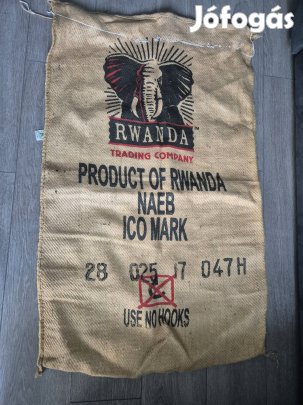 Jófogás
RWANDA
TRADING COMPANY
PRODUCT OF RWANDA
NAEB
ICO MARK
28 025 17 047H
USE NO HOOKS